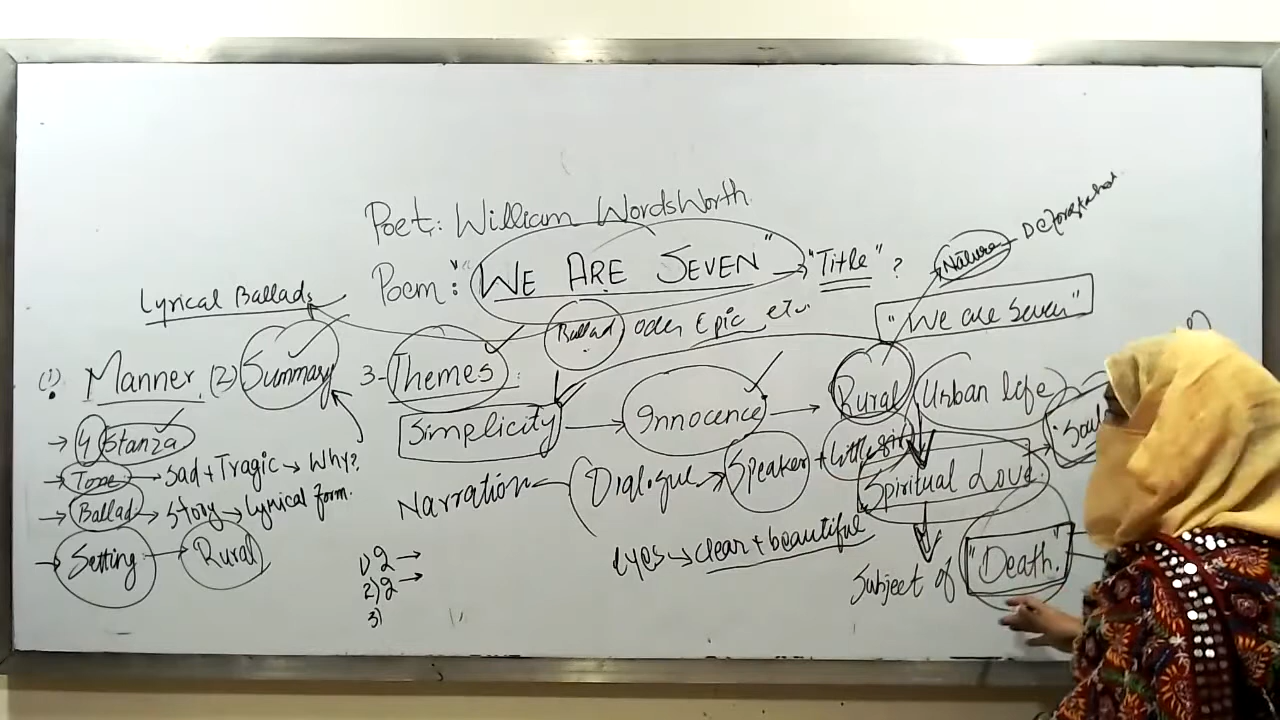 Poet: William WordsWorth
Nature - Deforestation
Poem: "WE ARE SEVEN" → "Title" ?
Lyrical Ballads
"We are Seven"
Ballad odes Epic etc.
(1) Manner (2) Summary 3- Themes:
Simplicity → Innocence → Rural Urban life
→ 4 Stanza
"Soul
→ Tone → Sad + Tragic → Why?
Narration - Dialogue → Speaker + little girl
Spiritual Love.
→ Ballad → Story → Lyrical form.
→ Setting → Rural
eyes → clear + beautiful
1) 2 →
2) 2 →
3)
Subject of "Death."